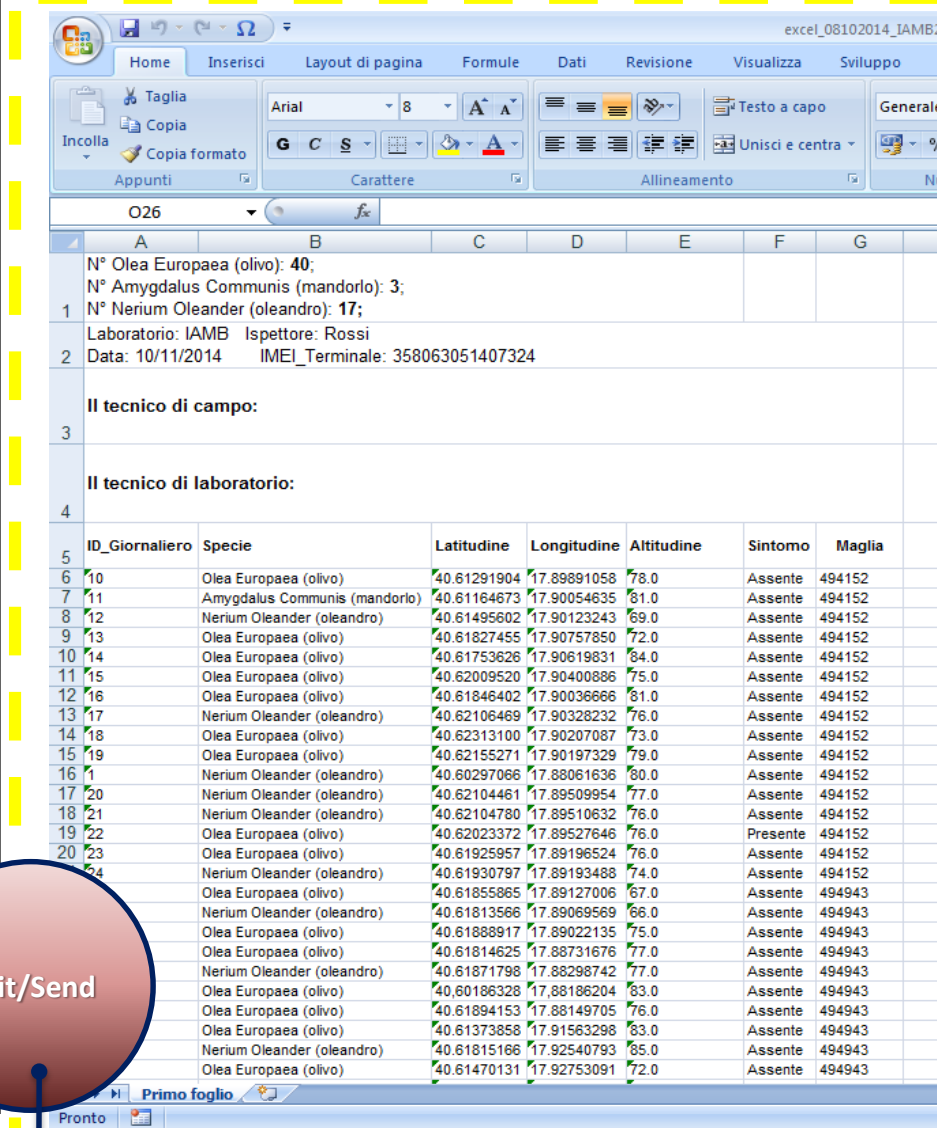 excel_08102014_IAMB
Home Inserisci Layout di pagina Formule Dati Revisione Visualizza Sviluppo
Incolla
Taglia
Copia
Copia formato
Arial 8
G C S
Testo a capo
Unisci e centra
Generale
Appunti Carattere Allineamento
O26 fx
A B C D E F G
N° Olea Europaea (olivo): 40;
N° Amygdalus Communis (mandorlo): 3;
1 N° Nerium Oleander (oleandro): 17;
Laboratorio: IAMB Ispettore: Rossi
2 Data: 10/11/2014 IMEI_Terminale: 358063051407324
3 Il tecnico di campo:
4 Il tecnico di laboratorio:
5 ID_Giornaliero Specie Latitudine Longitudine Altitudine Sintomo Maglia
6 10 Olea Europaea (olivo) 40.61291904 17.89891058 78.0 Assente 494152
7 11 Amygdalus Communis (mandorlo) 40.61164673 17.90054635 81.0 Assente 494152
8 12 Nerium Oleander (oleandro) 40.61495602 17.90123243 69.0 Assente 494152
9 13 Olea Europaea (olivo) 40.61827455 17.90757850 72.0 Assente 494152
10 14 Olea Europaea (olivo) 40.61753626 17.90619831 84.0 Assente 494152
11 15 Olea Europaea (olivo) 40.62009520 17.90400886 75.0 Assente 494152
12 16 Olea Europaea (olivo) 40.61846402 17.90036666 81.0 Assente 494152
13 17 Nerium Oleander (oleandro) 40.62106469 17.90328232 76.0 Assente 494152
14 18 Olea Europaea (olivo) 40.62313100 17.90207087 73.0 Assente 494152
15 19 Olea Europaea (olivo) 40.62155271 17.90197329 79.0 Assente 494152
16 1 Nerium Oleander (oleandro) 40.60297066 17.88061636 80.0 Assente 494152
17 20 Nerium Oleander (oleandro) 40.62104461 17.89509954 77.0 Assente 494152
18 21 Nerium Oleander (oleandro) 40.62104780 17.89510632 76.0 Assente 494152
19 22 Olea Europaea (olivo) 40.62023372 17.89527646 76.0 Presente 494152
20 23 Olea Europaea (olivo) 40.61925957 17.89196524 76.0 Assente 494152
24 Nerium Oleander (oleandro) 40.61930797 17.89193488 74.0 Assente 494152
Olea Europaea (olivo) 40.61855865 17.89127006 67.0 Assente 494943
Nerium Oleander (oleandro) 40.61813566 17.89069569 66.0 Assente 494943
Olea Europaea (olivo) 40.61888917 17.89022135 75.0 Assente 494943
Olea Europaea (olivo) 40.61814625 17.88731676 77.0 Assente 494943
Nerium Oleander (oleandro) 40.61871798 17.88298742 77.0 Assente 494943
Olea Europaea (olivo) 40,60186328 17,88186204 83.0 Assente 494943
Olea Europaea (olivo) 40.61894153 17.88149705 76.0 Assente 494943
Olea Europaea (olivo) 40.61373858 17.91563298 83.0 Assente 494943
Nerium Oleander (oleandro) 40.61815166 17.92540793 85.0 Assente 494943
Olea Europaea (olivo) 40.61470131 17.92753091 72.0 Assente 494943
it/Send
Primo foglio
Pronto